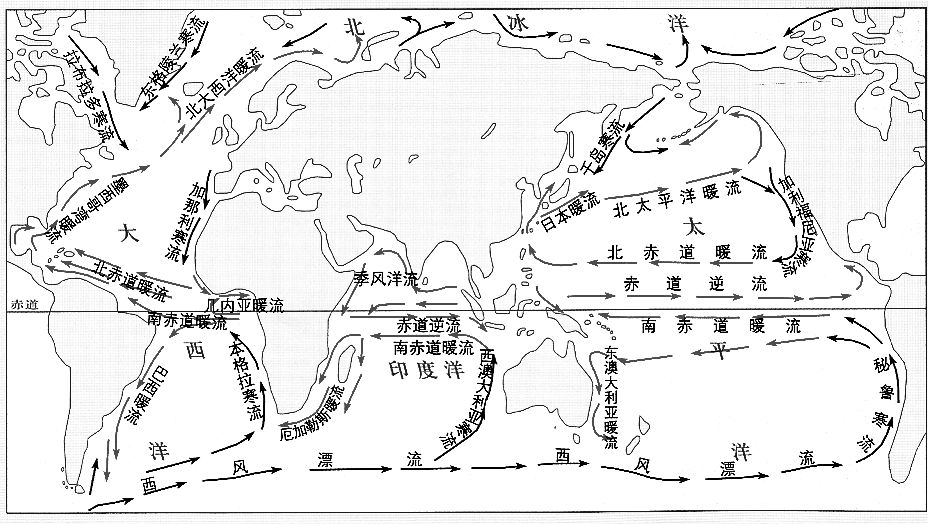 北 冰 洋
拉布拉多寒流
东格陵兰寒流
北大西洋暖流
千岛寒流
墨西哥湾暖流
加那利寒流
日本暖流
北太平洋暖流
加利福尼亚寒流
大
太
北赤道暖流
季风洋流
北赤道暖流
赤道逆流
赤道
几内亚暖流
南赤道暖流
赤道逆流
南赤道暖流
南赤道暖流
西
本格拉寒流
印度洋
西澳大利亚寒流
东澳大利亚暖流
平
秘鲁寒流
巴西暖流
厄加勒斯暖流
洋
洋
西风漂流
西风漂流